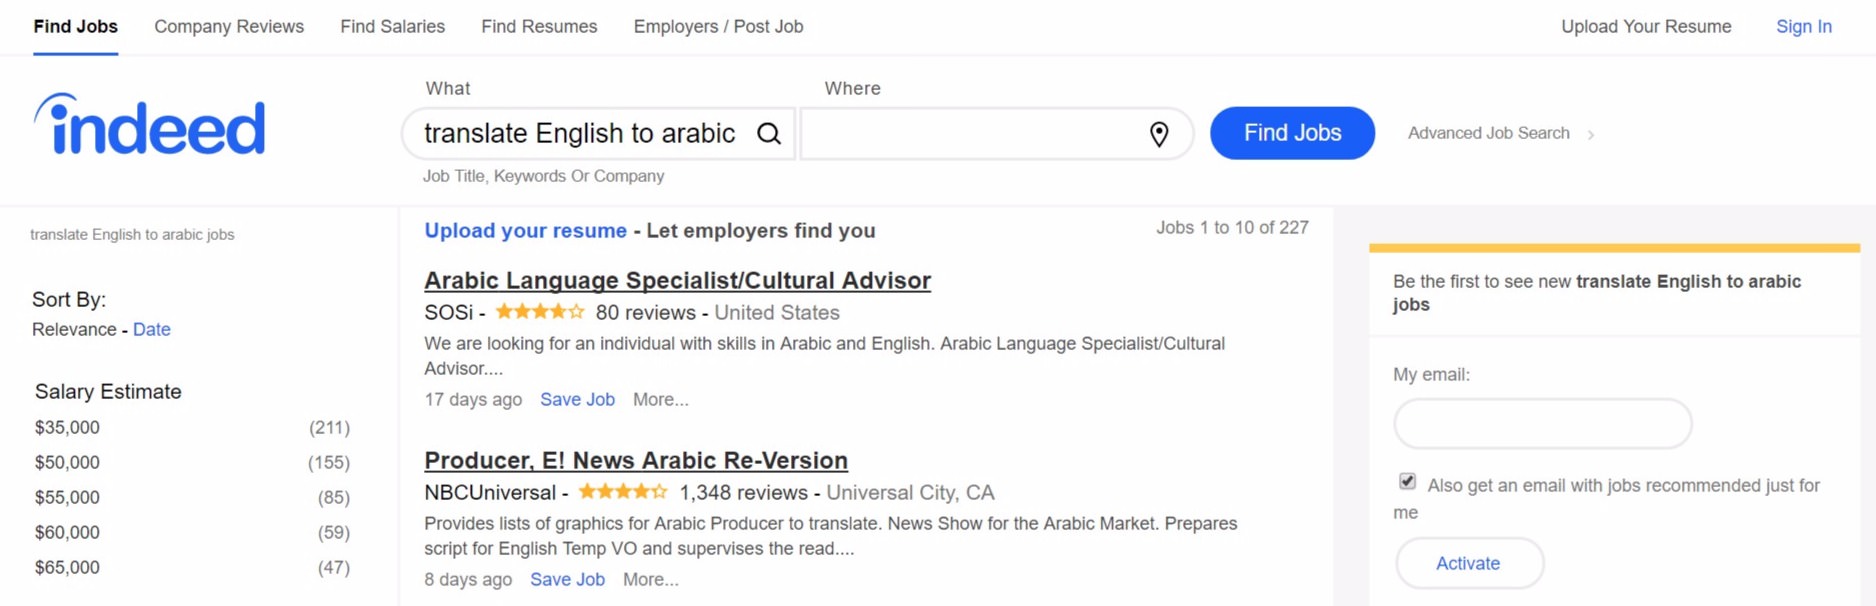 Find Jobs Company Reviews Find Salaries Find Resumes Employers / Post Job Upload Your Resume Sign In
indeed
What Where
translate English to arabic Find Jobs Advanced Job Search
Job Title, Keywords Or Company
translate English to arabic jobs
Sort By:
Relevance - Date
Salary Estimate
$35,000 (211)
$50,000 (155)
$55,000 (85)
$60,000 (59)
$65,000 (47)
Upload your resume - Let employers find you Jobs 1 to 10 of 227
Arabic Language Specialist/Cultural Advisor
SOSi - 80 reviews - United States
We are looking for an individual with skills in Arabic and English. Arabic Language Specialist/Cultural
Advisor....
17 days ago Save Job More...
Producer, E! News Arabic Re-Version
NBCUniversal - 1,348 reviews - Universal City, CA
Provides lists of graphics for Arabic Producer to translate. News Show for the Arabic Market. Prepares
script for English Temp VO and supervises the read....
8 days ago Save Job More...
Be the first to see new translate English to arabic
jobs
My email:
Also get an email with jobs recommended just for
me
Activate